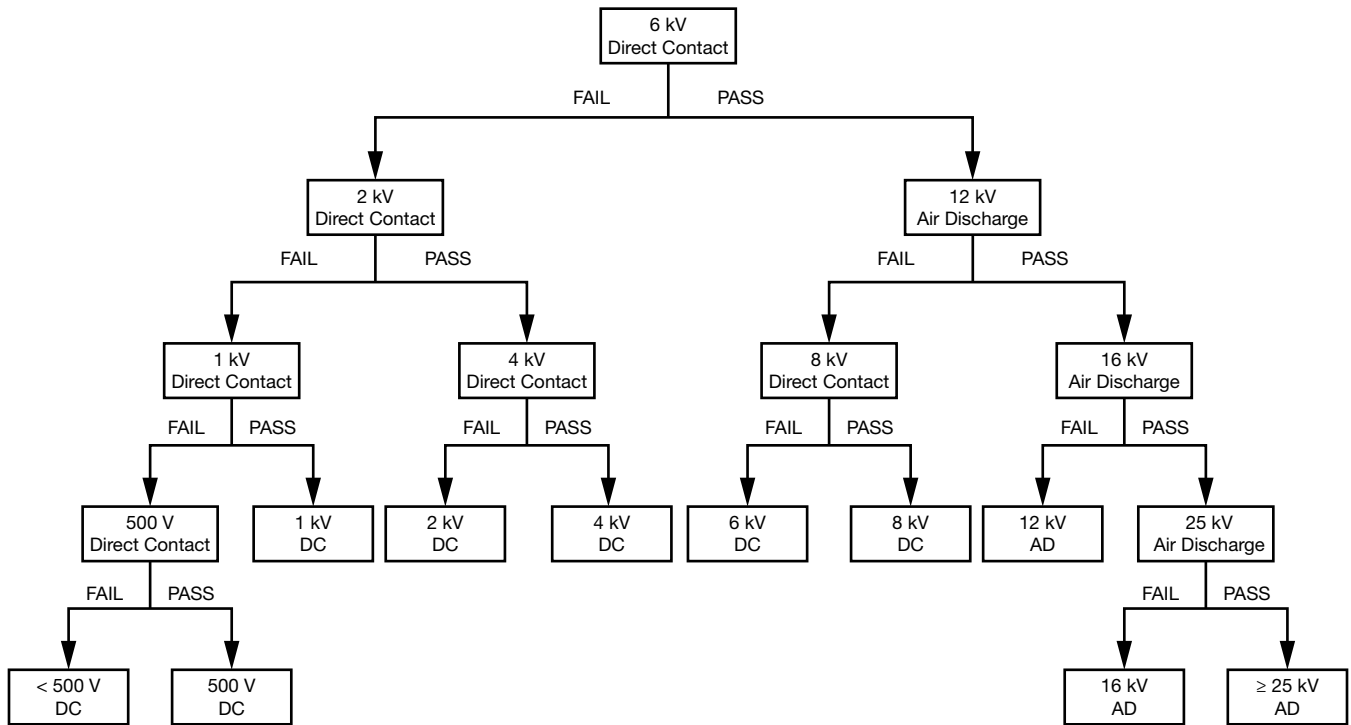 6 kV
Direct Contact
FAIL PASS
2 kV
Direct Contact
12 kV
Air Discharge
FAIL PASS
FAIL PASS
1 kV
Direct Contact
4 kV
Direct Contact
8 kV
Direct Contact
16 kV
Air Discharge
FAIL PASS
FAIL PASS
FAIL PASS
FAIL PASS
500 V
Direct Contact
1 kV
DC
2 kV
DC
4 kV
DC
6 kV
DC
8 kV
DC
12 kV
AD
25 kV
Air Discharge
FAIL PASS
FAIL PASS
< 500 V
DC
500 V
DC
16 kV
AD
≥ 25 kV
AD